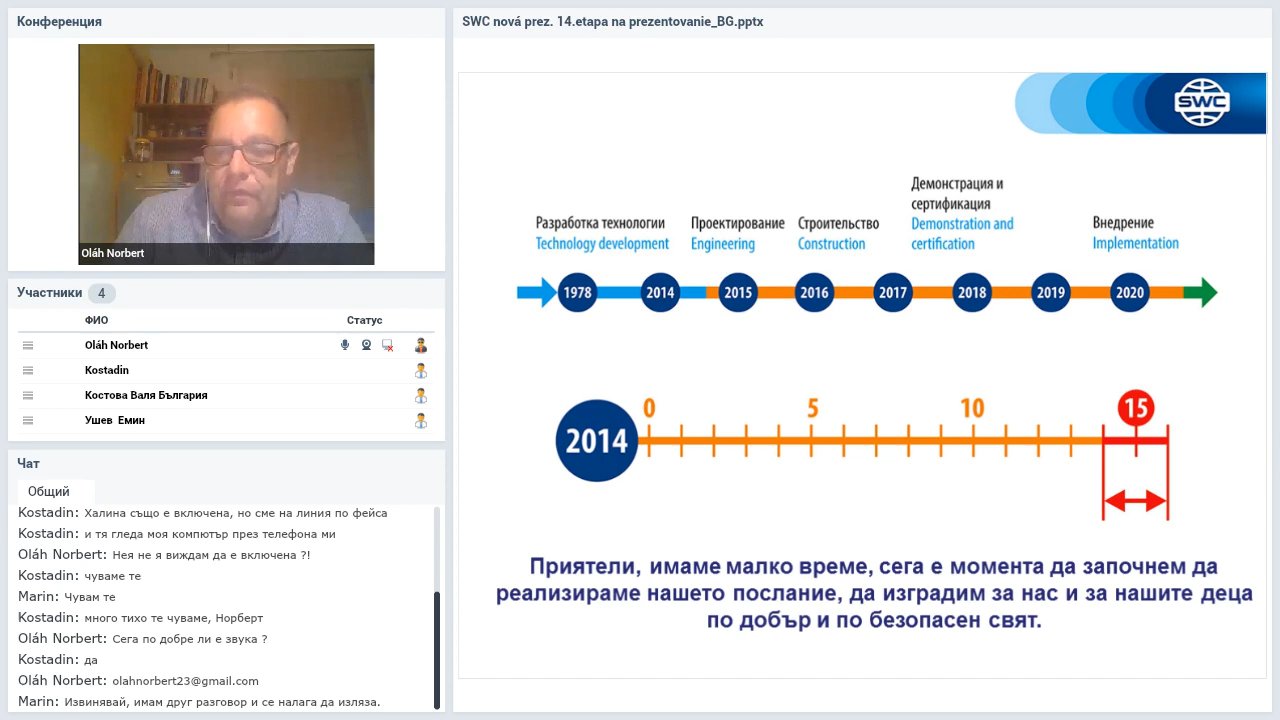 Конференция
Oláh Norbert
Участники 4
ФИО Статус
Oláh Norbert
Kostadin
Костова Валя България
Ушев Емин
Чат
Общий
Kostadin: Халина също е включена, но сме на линия по фейса
Kostadin: и тя гледа моя компютър през телефона ми
Oláh Norbert: Нея не я виждам да е включена ?!
Kostadin: чуваме те
Marin: Чувам те
Kostadin: много тихо те чуваме, Норберт
Oláh Norbert: Сега по добре ли е звука ?
Kostadin: да
Oláh Norbert: olahnorbert23@gmail.com
Marin: Извинявай, имам друг разговор и се налага да изляза.
SWC nová prez. 14.etapa na prezentovanie_BG.pptx
SWC
Разработка технологии
Technology development
Проектирование
Engineering
Строительство
Construction
Демонстрация и
сертификация
Demonstration and
certification
Внедрение
Implementation
1978 2014 2015 2016 2017 2018 2019 2020
0 5 10 15
2014
Приятели, имаме малко време, сега е момента да започнем да
реализираме нашето послание, да изградим за нас и за нашите деца
по добър и по безопасен свят.